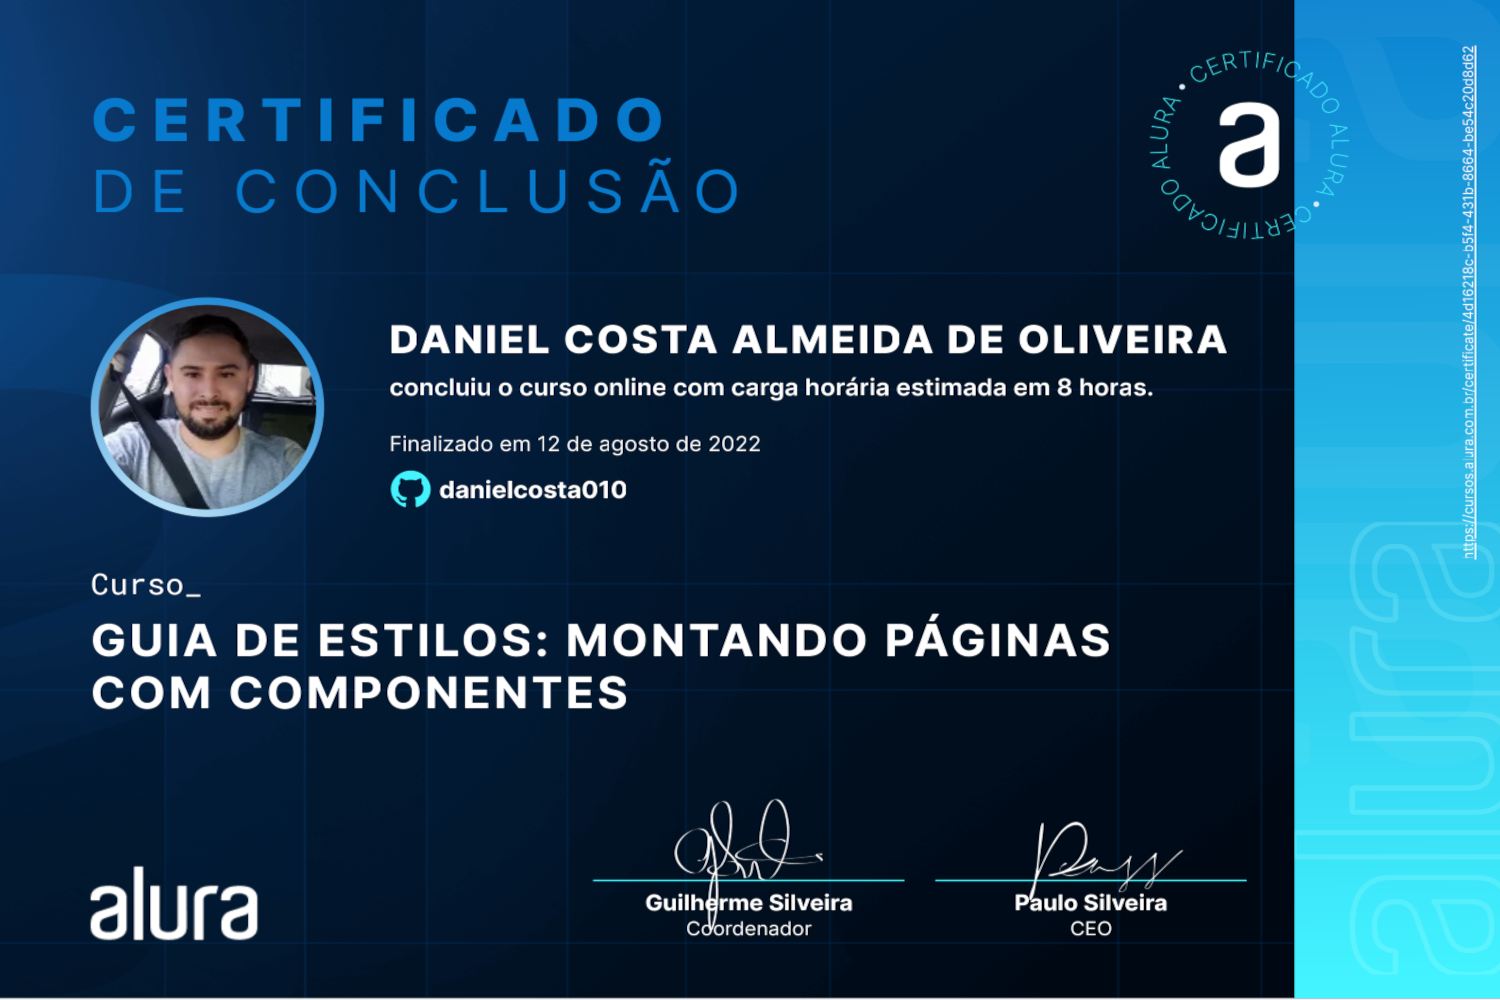 CERTIFICADO
DE CONCLUSÃO
CERTIFICADO ALURA • CERTIFICADO ALURA •
a
DANIEL COSTA ALMEIDA DE OLIVEIRA
concluiu o curso online com carga horária estimada em 8 horas.
Finalizado em 12 de agosto de 2022
danielcosta010
Curso_
GUIA DE ESTILOS: MONTANDO PÁGINAS
COM COMPONENTES
alura
Guilherme Silveira
Coordenador
Paulo Silveira
CEO
https://cursos.alura.com.br/certificate/4d16218c-b5f4-431b-8664-be54c20d8d62
alura